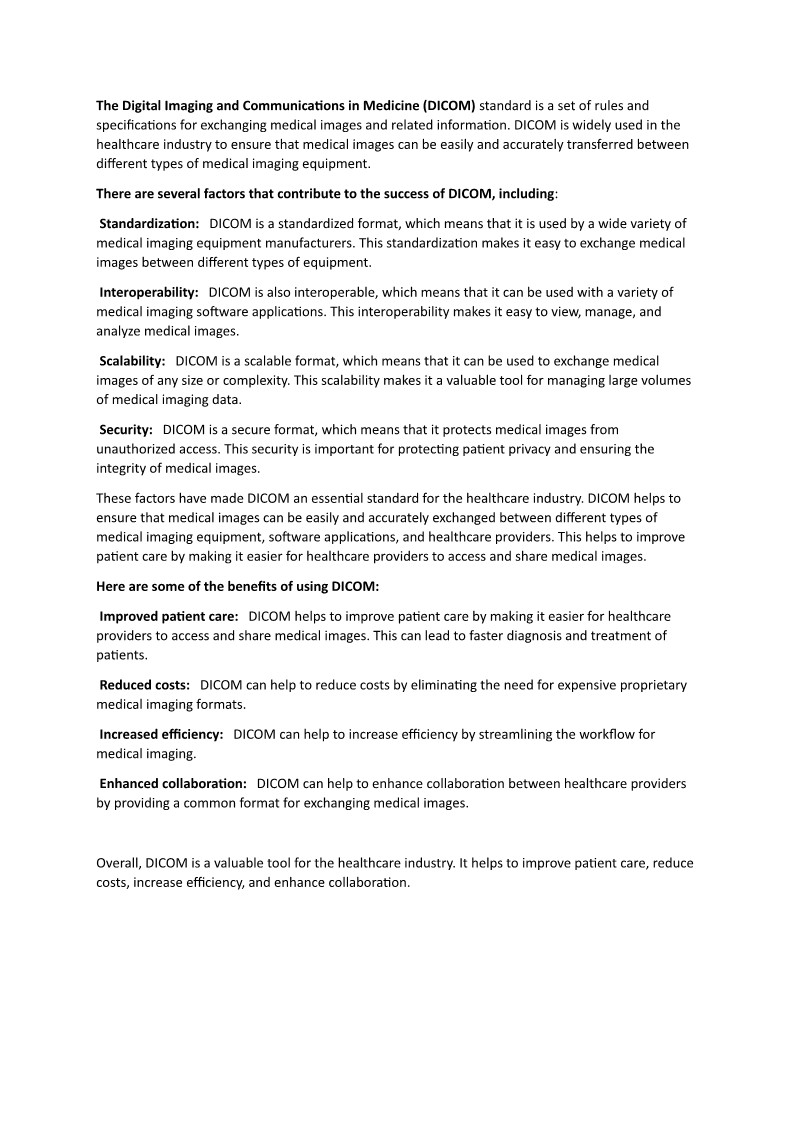 The Digital Imaging and Communications in Medicine (DICOM) standard is a set of rules and
specifications for exchanging medical images and related information. DICOM is widely used in the
healthcare industry to ensure that medical images can be easily and accurately transferred between
different types of medical imaging equipment.
There are several factors that contribute to the success of DICOM, including:
Standardization: DICOM is a standardized format, which means that it is used by a wide variety of
medical imaging equipment manufacturers. This standardization makes it easy to exchange medical
images between different types of equipment.
Interoperability: DICOM is also interoperable, which means that it can be used with a variety of
medical imaging software applications. This interoperability makes it easy to view, manage, and
analyze medical images.
Scalability: DICOM is a scalable format, which means that it can be used to exchange medical
images of any size or complexity. This scalability makes it a valuable tool for managing large volumes
of medical imaging data.
Security: DICOM is a secure format, which means that it protects medical images from
unauthorized access. This security is important for protecting patient privacy and ensuring the
integrity of medical images.
These factors have made DICOM an essential standard for the healthcare industry. DICOM helps to
ensure that medical images can be easily and accurately exchanged between different types of
medical imaging equipment, software applications, and healthcare providers. This helps to improve
patient care by making it easier for healthcare providers to access and share medical images.
Here are some of the benefits of using DICOM:
Improved patient care: DICOM helps to improve patient care by making it easier for healthcare
providers to access and share medical images. This can lead to faster diagnosis and treatment of
patients.
Reduced costs: DICOM can help to reduce costs by eliminating the need for expensive proprietary
medical imaging formats.
Increased efficiency: DICOM can help to increase efficiency by streamlining the workflow for
medical imaging.
Enhanced collaboration: DICOM can help to enhance collaboration between healthcare providers
by providing a common format for exchanging medical images.
Overall, DICOM is a valuable tool for the healthcare industry. It helps to improve patient care, reduce
costs, increase efficiency, and enhance collaboration.